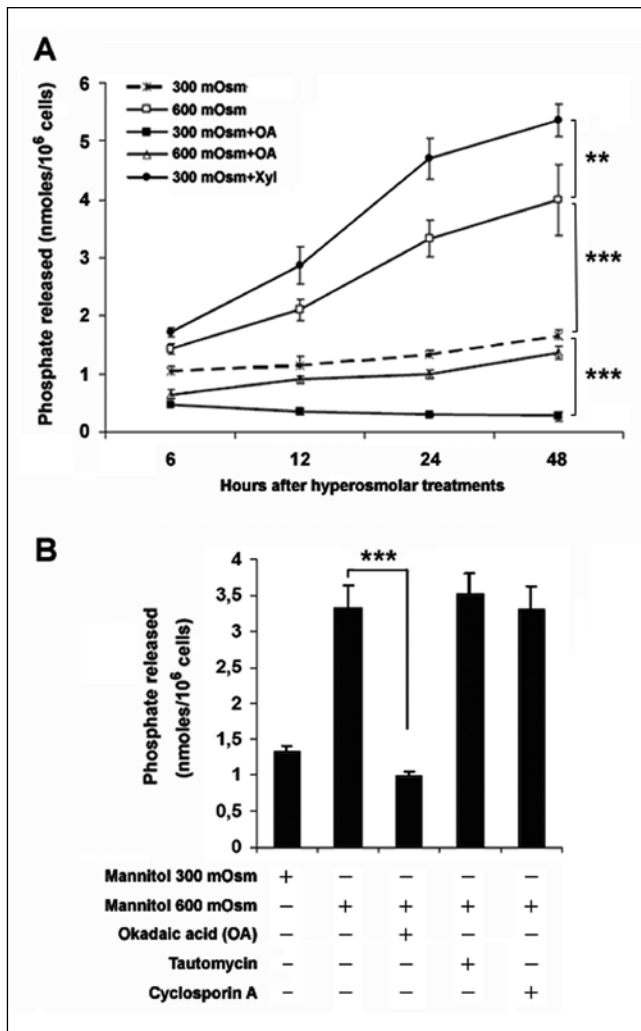 A
6
5
4
3
2
1
0
Phosphate released (nmoles/10⁶ cells)
300 mOsm
600 mOsm
300 mOsm+OA
600 mOsm+OA
300 mOsm+Xyl
**
***
***
6 12 24 48
Hours after hyperosmolar treatments
B
***
4
3,5
3
2,5
2
1,5
1
0,5
0
Phosphate released
(nmoles/10⁶ cells)
Mannitol 300 mOsm + – – – –
Mannitol 600 mOsm – + + + +
Okadaic acid (OA) – – + – –
Tautomycin – – – + –
Cyclosporin A – – – – +